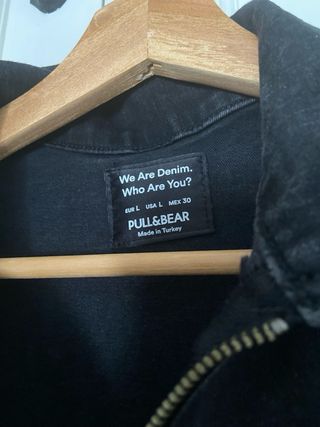 We Are Denim.
Who Are You?
EUR L USA L MEX 30
PULL&BEAR
Made in Turkey